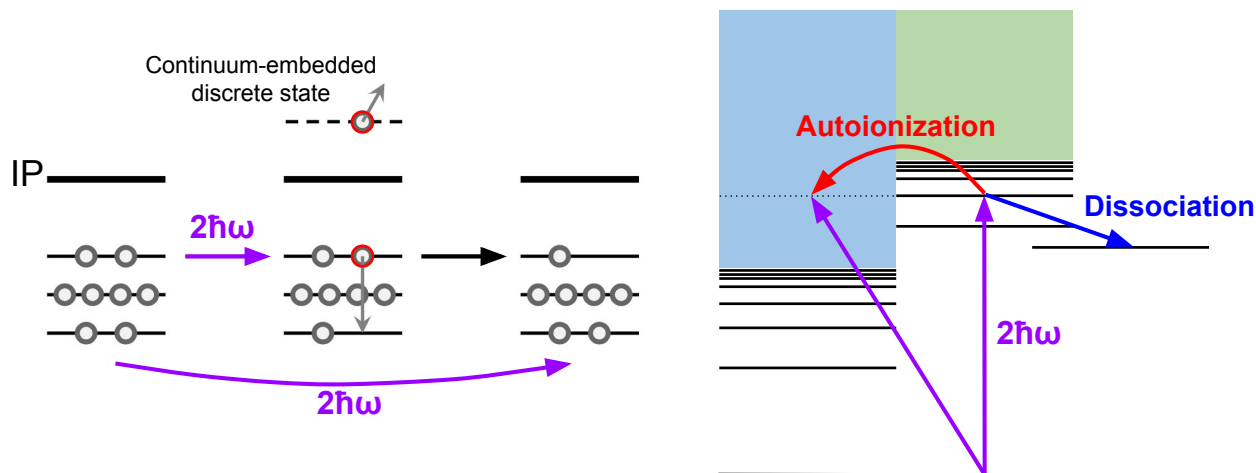 Continuum-embedded
discrete state
IP
2ħω
2ħω
Autoionization
Dissociation
2ħω